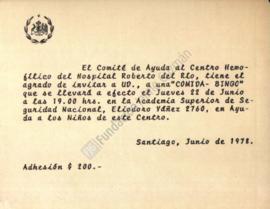 El Comité de Ayuda al Centro Hemo-
fílico del Hospital Roberto del Río, tiene el
agrado de invitar a UD., a una "COMIDA- BINGO"
que se llevará a efecto el Jueves 22 de Junio
a las 19.00 hrs. en la Academia Superior de Se-
guridad Nacional, Eliodoro Yáñez 2760, en Ayu-
da a los Niños de este Centro.
Santiago, Junio de 1978.
Adhesión $ 200.-